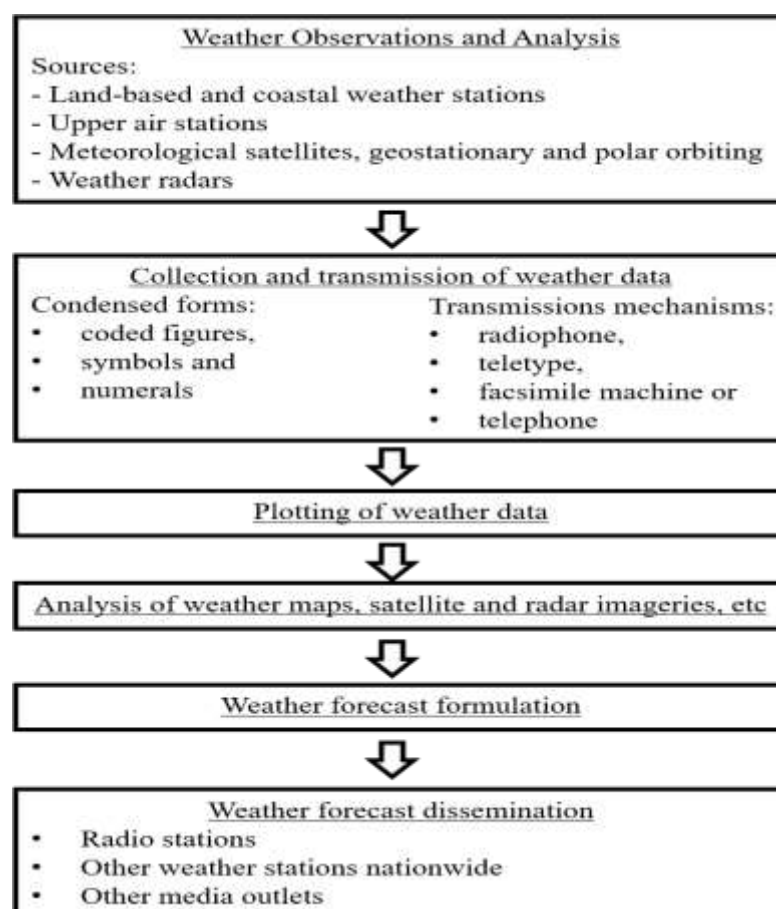 Weather Observations and Analysis
Sources:
- Land-based and coastal weather stations
- Upper air stations
- Meteorological satellites, geostationary and polar orbiting
- Weather radars
Collection and transmission of weather data
Condensed forms:
• coded figures,
• symbols and
• numerals
Transmissions mechanisms:
• radiophone,
• teletype,
• facsimile machine or
• telephone
Plotting of weather data
Analysis of weather maps, satellite and radar imageries, etc
Weather forecast formulation
Weather forecast dissemination
• Radio stations
• Other weather stations nationwide
• Other media outlets